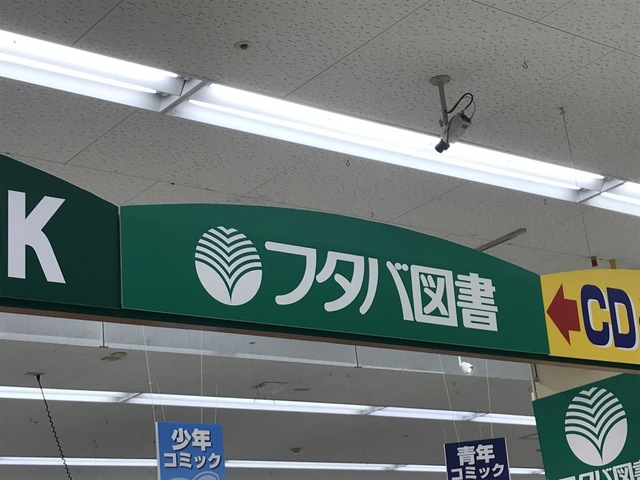 K
フタバ図書
CD
少年
コミック
青年
コミック
フタバ図書